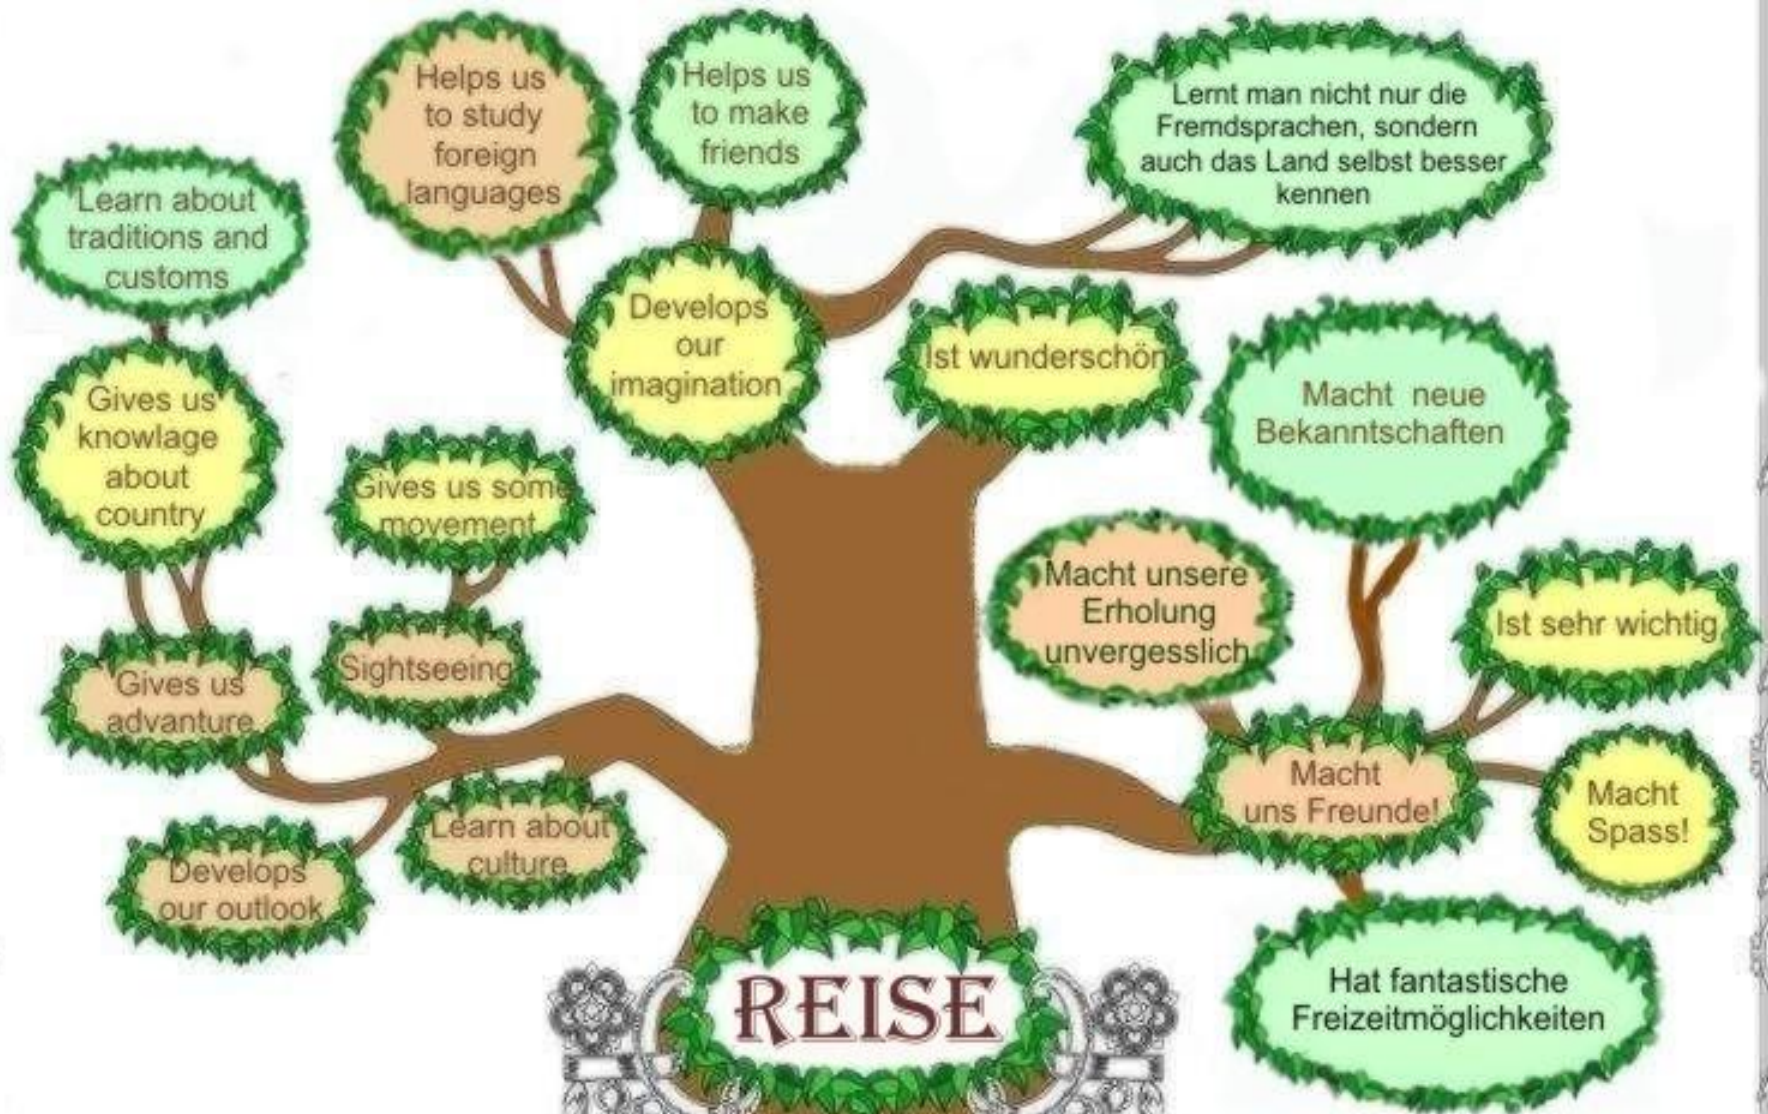 Helps us
to study
foreign
languages
Helps us
to make
friends
Lernt man nicht nur die
Fremdsprachen, sondern
auch das Land selbst besser
kennen
Learn about
traditions and
customs
Develops
our
imagination
Ist wunderschön
Macht neue
Bekanntschaften
Gives us
knowlage
about
country
Gives us some
movement
Macht unsere
Erholung
unvergesslich
Ist sehr wichtig
Gives us
advanture
Sightseeing
Macht
uns Freunde!
Macht
Spass!
Learn about
culture
Develops
our outlook
Hat fantastische
Freizeitmöglichkeiten
REISE